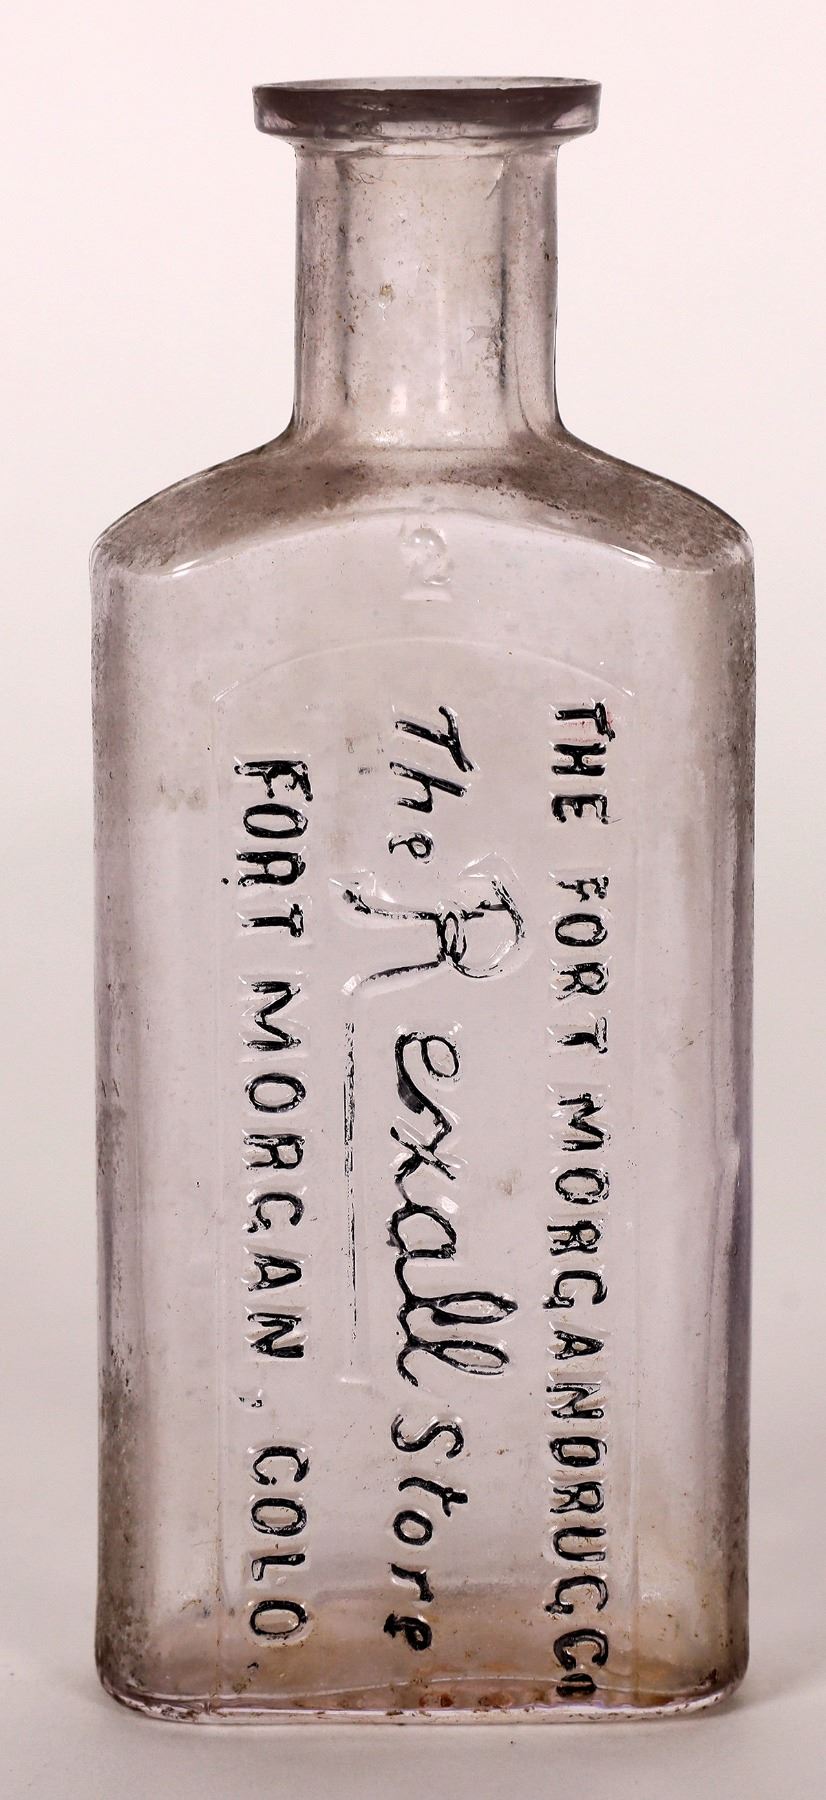 2
THE FORT MORGAN DRUG Co
The Rexall Store
FORT MORGAN, COLO.